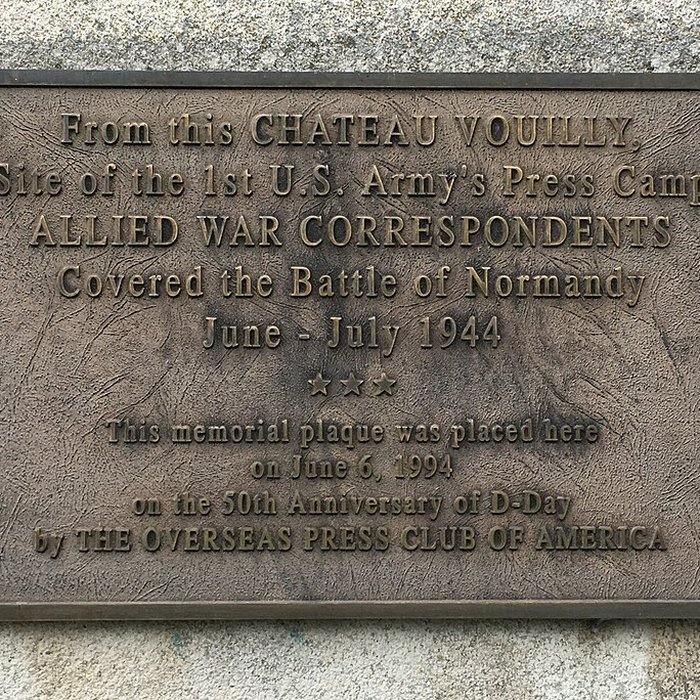 From this CHATEAU VOUILLY,
Site of the 1st U.S. Army's Press Camp
ALLIED WAR CORRESPONDENTS
Covered the Battle of Normandy
June - July 1944
This memorial plaque was placed here
on June 6, 1994
on the 50th Anniversary of D-Day
by THE OVERSEAS PRESS CLUB OF AMERICA